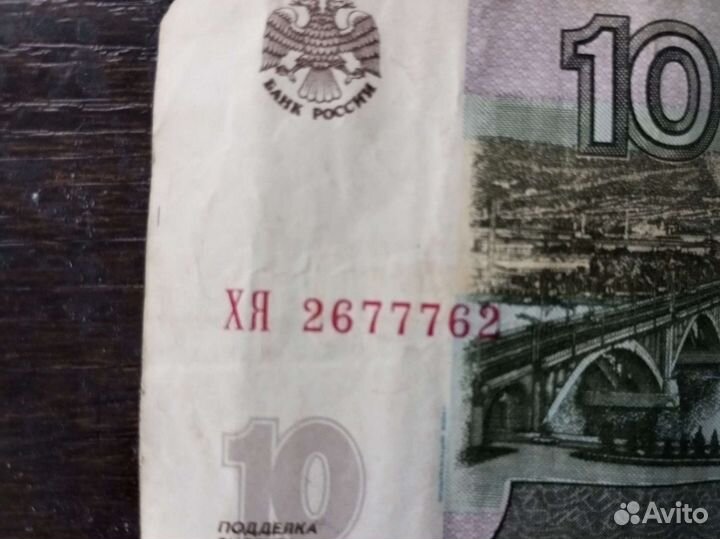 БАНК РОССИИ
10
ХЯ 2677762
10
ПОДДЕЛКА
Avito